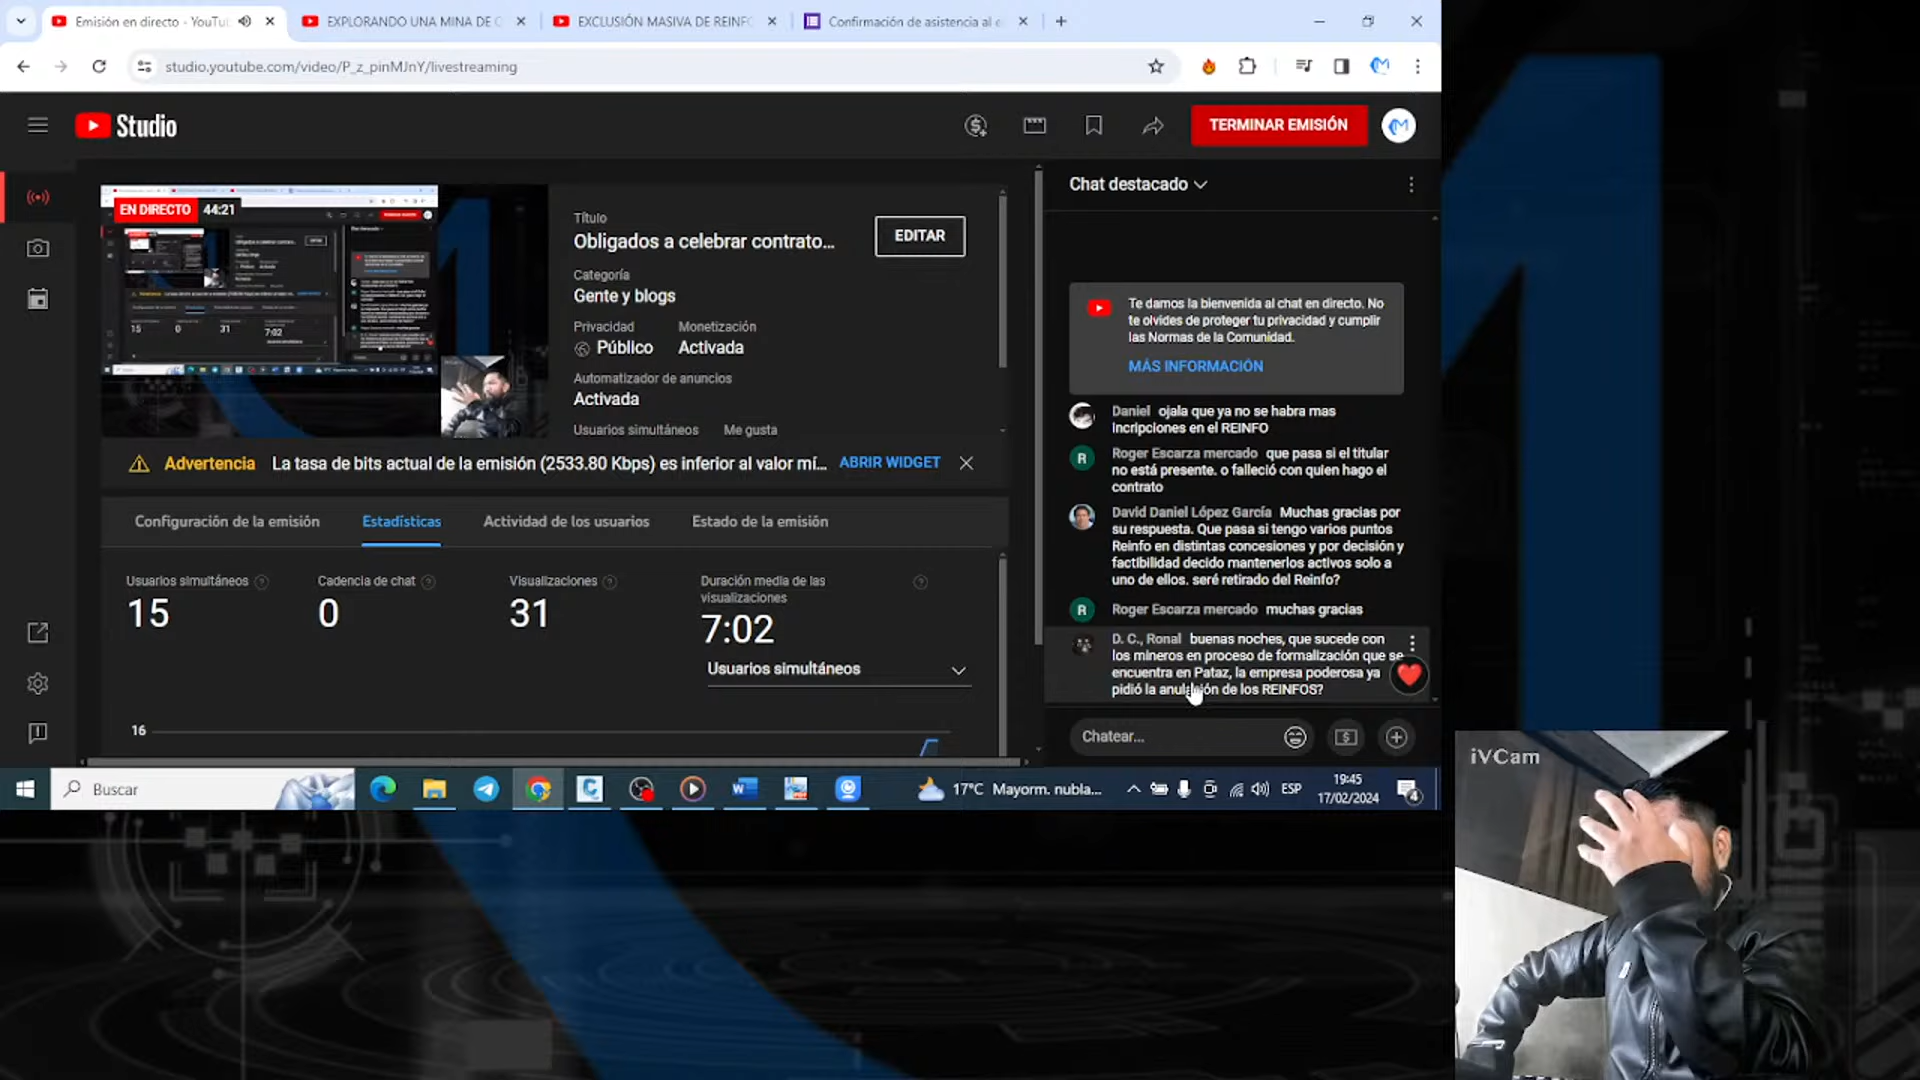 Emisión en directo - YouTu
EXPLORANDO UNA MINA DE
EXCLUSIÓN MASIVA DE REINFO
Confirmación de asistencia al e
studio.youtube.com/video/P_z_pinMJnY/livestreaming
Studio
TERMINAR EMISIÓN
EN DIRECTO 44:21
Título
Obligados a celebrar contrato...
EDITAR
Categoría
Gente y blogs
Privacidad Monetización
Público Activada
Automatizador de anuncios
Activada
Usuarios simultáneos Me gusta
Advertencia La tasa de bits actual de la emisión (2533.80 Kbps) es inferior al valor mí... ABRIR WIDGET
Configuración de la emisión Estadísticas Actividad de los usuarios Estado de la emisión
Usuarios simultáneos
15
Cadencia de chat
0
Visualizaciones
31
Duración media de las
visualizaciones
7:02
Usuarios simultáneos
16
Chat destacado
Te damos la bienvenida al chat en directo. No
te olvides de proteger tu privacidad y cumplir
las Normas de la Comunidad.
MÁS INFORMACIÓN
Daniel ojala que ya no se habra mas
incripciones en el REINFO
R
Roger Escarza mercado que pasa si el titular
no está presente. o falleció con quien hago el
contrato
David Daniel López García Muchas gracias por
su respuesta. Que pasa si tengo varios puntos
Reinfo en distintas concesiones y por decisión y
factibilidad decido mantenerlos activos solo a
uno de ellos. seré retirado del Reinfo?
R
Roger Escarza mercado muchas gracias
D. C., Ronal buenas noches, que sucede con
los mineros en proceso de formalización que se
encuentra en Pataz, la empresa poderosa ya
pidió la anulación de los REINFOS?
Chatear...
Buscar
17°C Mayorm. nubla...
ESP
19:45
17/02/2024
4
iVCam